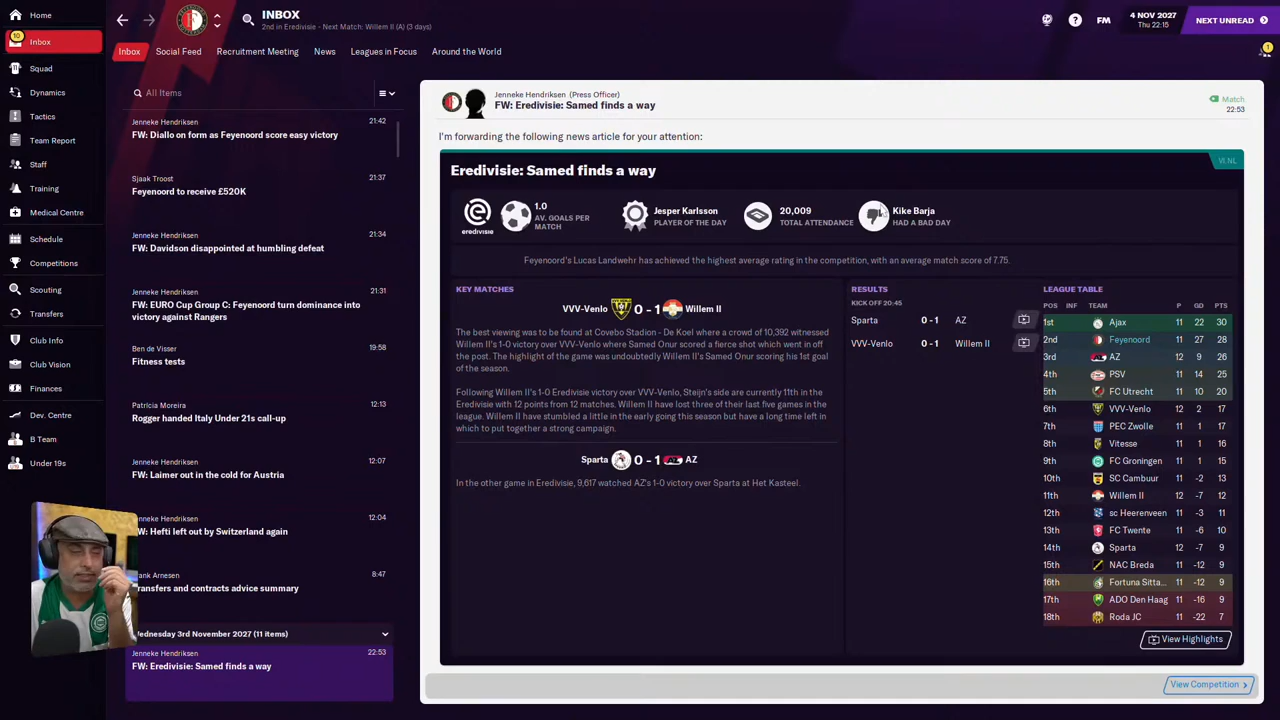 Home
INBOX
2nd in Eredivisie - Next Match: Willem II (A) (3 days)
FM
4 NOV 2027
Thu 22:15
NEXT UNREAD
10
Inbox
Inbox
Social Feed
Recruitment Meeting
News
Leagues in Focus
Around the World
1
Squad
Dynamics
Tactics
Team Report
Staff
Training
Medical Centre
Schedule
Competitions
Scouting
Transfers
Club Info
Club Vision
Finances
Dev. Centre
B Team
Under 19s
All Items
Jenneke Hendriksen
21:42
FW: Diallo on form as Feyenoord score easy victory
Sjaak Troost
21:37
Feyenoord to receive £520K
Jenneke Hendriksen
21:34
FW: Davidson disappointed at humbling defeat
Jenneke Hendriksen
21:31
FW: EURO Cup Group C: Feyenoord turn dominance into
victory against Rangers
Ben de Visser
19:58
Fitness tests
Patrícia Moreira
12:13
Rogger handed Italy Under 21s call-up
Jenneke Hendriksen
12:07
FW: Laimer out in the cold for Austria
nneke Hendriksen
12:04
W: Hefti left out by Switzerland again
ank Arnesen
8:47
ansfers and contracts advice summary
ednesday 3rd November 2027 (11 items)
Jenneke Hendriksen
22:53
FW: Eredivisie: Samed finds a way
Jenneke Hendriksen (Press Officer)
FW: Eredivisie: Samed finds a way
Match
22:53
I'm forwarding the following news article for your attention:
VI.NL
Eredivisie: Samed finds a way
eredivisie
1.0
AV. GOALS PER
MATCH
Jesper Karlsson
PLAYER OF THE DAY
20,009
TOTAL ATTENDANCE
Kike Barja
HAD A BAD DAY
Feyenoord's Lucas Landwehr has achieved the highest average rating in the competition, with an average match score of 7.75.
KEY MATCHES
VVV-Venlo 0 - 1 Willem II
The best viewing was to be found at Covebo Stadion - De Koel where a crowd of 10,392 witnessed
Willem II's 1-0 victory over VVV-Venlo where Samed Onur scored a fierce shot which went in off
the post. The highlight of the game was undoubtedly Willem II's Samed Onur scoring his 1st goal
of the season.
Following Willem II's 1-0 Eredivisie victory over VVV-Venlo, Steijn's side are currently 11th in the
Eredivisie with 12 points from 12 matches. Willem II have lost three of their last five games in the
league. Willem II have stumbled a little in the early going this season but have a long time left in
which to put together a strong campaign.
Sparta 0 - 1 AZ
In the other game in Eredivisie, 9,617 watched AZ's 1-0 victory over Sparta at Het Kasteel.
RESULTS
KICK OFF 20:45
Sparta 0 - 1 AZ
VVV-Venlo 0 - 1 Willem II
LEAGUE TABLE
POS INF TEAM P GD PTS
1st Ajax 11 22 30
2nd Feyenoord 11 27 28
3rd AZ 12 9 26
4th PSV 11 14 25
5th FC Utrecht 11 10 20
6th VVV-Venlo 12 2 17
7th PEC Zwolle 11 1 17
8th Vitesse 11 1 16
9th FC Groningen 11 1 15
10th SC Cambuur 11 -2 13
11th Willem II 12 -7 12
12th sc Heerenveen 11 -3 11
13th FC Twente 11 -6 10
14th Sparta 12 -7 9
15th NAC Breda 11 -12 9
16th Fortuna Sitta... 11 -12 9
17th ADO Den Haag 11 -16 9
18th Roda JC 11 -22 7
View Highlights
View Competition